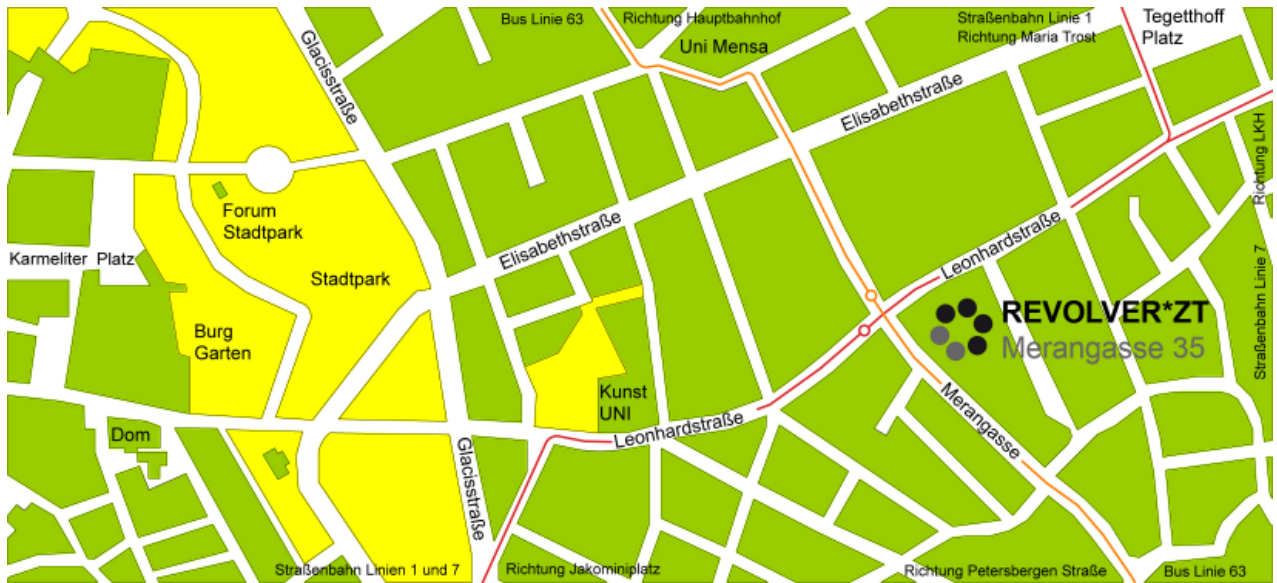 Bus Linie 63
Richtung Hauptbahnhof
Straßenbahn Linie 1
Richtung Maria Trost
Tegetthoff
Platz
Uni Mensa
Glacisstraße
Elisabethstraße
Richtung LKH
Forum
Stadtpark
Elisabethstraße
Leonhardstraße
Karmeliter Platz
Stadtpark
Straßenbahn Linie 7
REVOLVER*ZT
Merangasse 35
Burg
Garten
Kunst
UNI
Merangasse
Dom
Leonhardstraße
Glacisstraße
Straßenbahn Linien 1 und 7
Richtung Jakominiplatz
Richtung Petersbergen Straße
Bus Linie 63